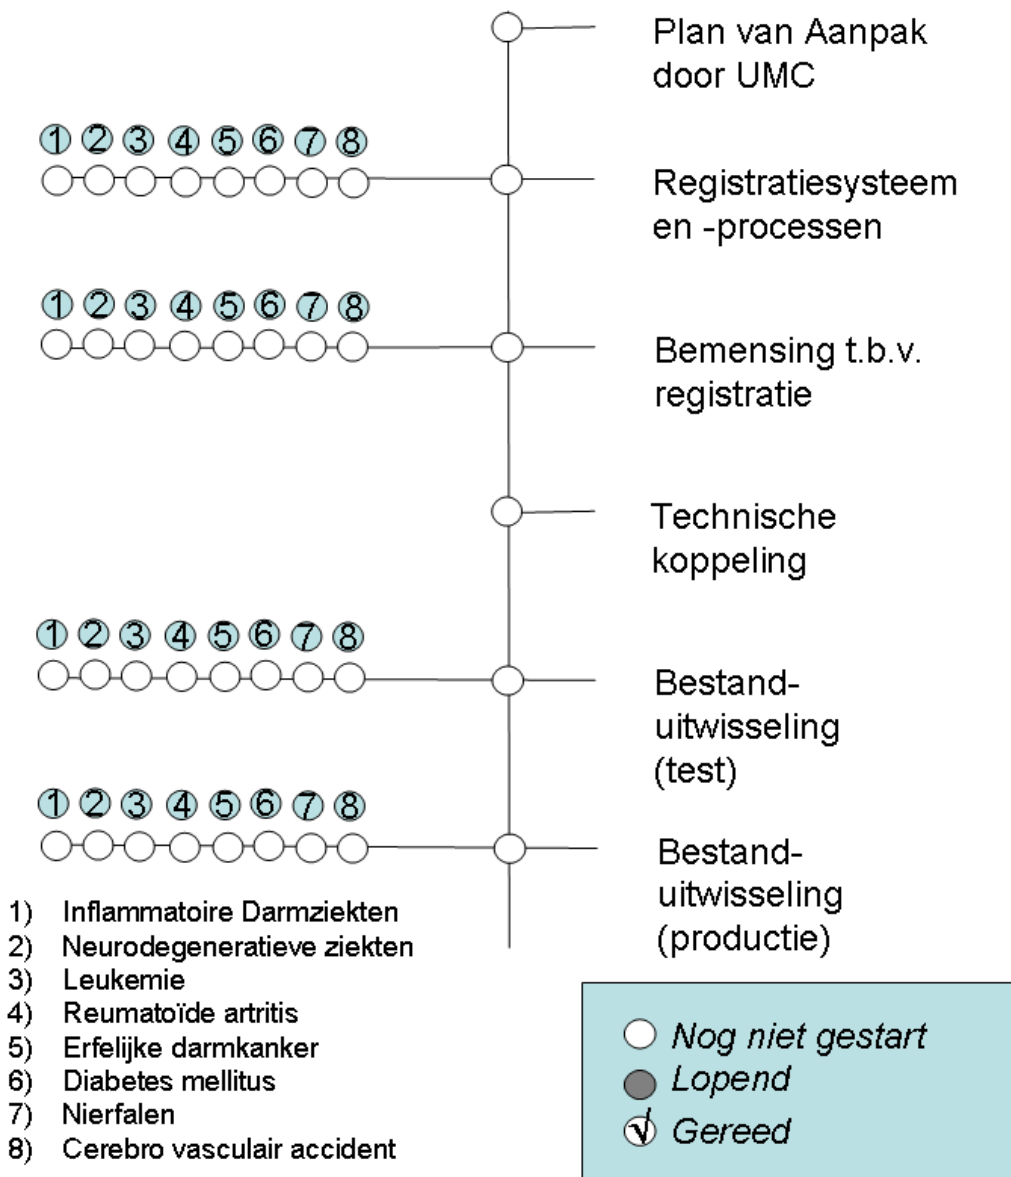 Plan van Aanpak
door UMC
1 2 3 4 5 6 7 8
Registratiesysteem
en -processen
1 2 3 4 5 6 7 8
Bemensing t.b.v.
registratie
Technische
koppeling
1 2 3 4 5 6 7 8
Bestand-
uitwisseling
(test)
1 2 3 4 5 6 7 8
Bestand-
uitwisseling
(productie)
1) Inflammatoire Darmziekten
2) Neurodegeneratieve ziekten
3) Leukemie
4) Reumatoïde artritis
5) Erfelijke darmkanker
6) Diabetes mellitus
7) Nierfalen
8) Cerebro vasculair accident
Nog niet gestart
Lopend
√ Gereed